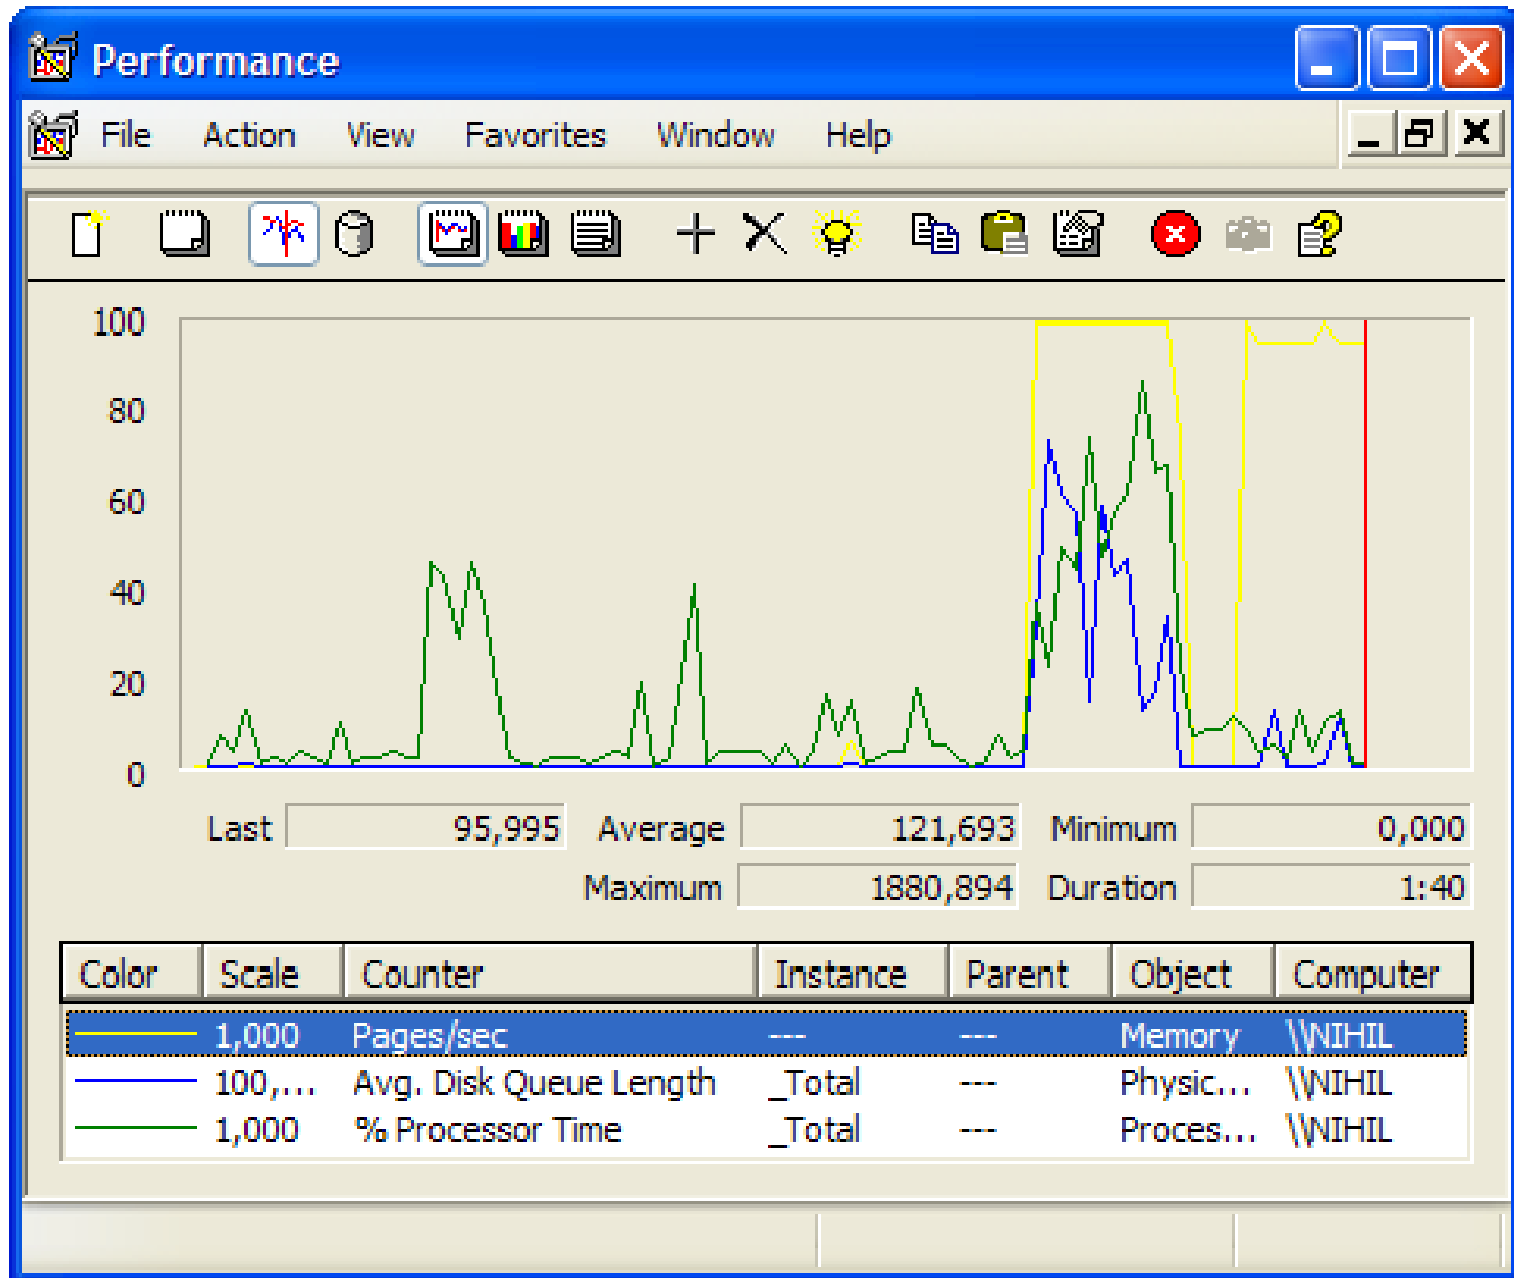 Performance
File Action View Favorites Window Help
100
80
60
40
20
0
Last 95,995 Average 121,693 Minimum 0,000
Maximum 1880,894 Duration 1:40
Color Scale Counter Instance Parent Object Computer
1,000 Pages/sec --- --- Memory \\NIHIL
100,... Avg. Disk Queue Length _Total --- Physic... \\NIHIL
1,000 % Processor Time _Total --- Proces... \\NIHIL